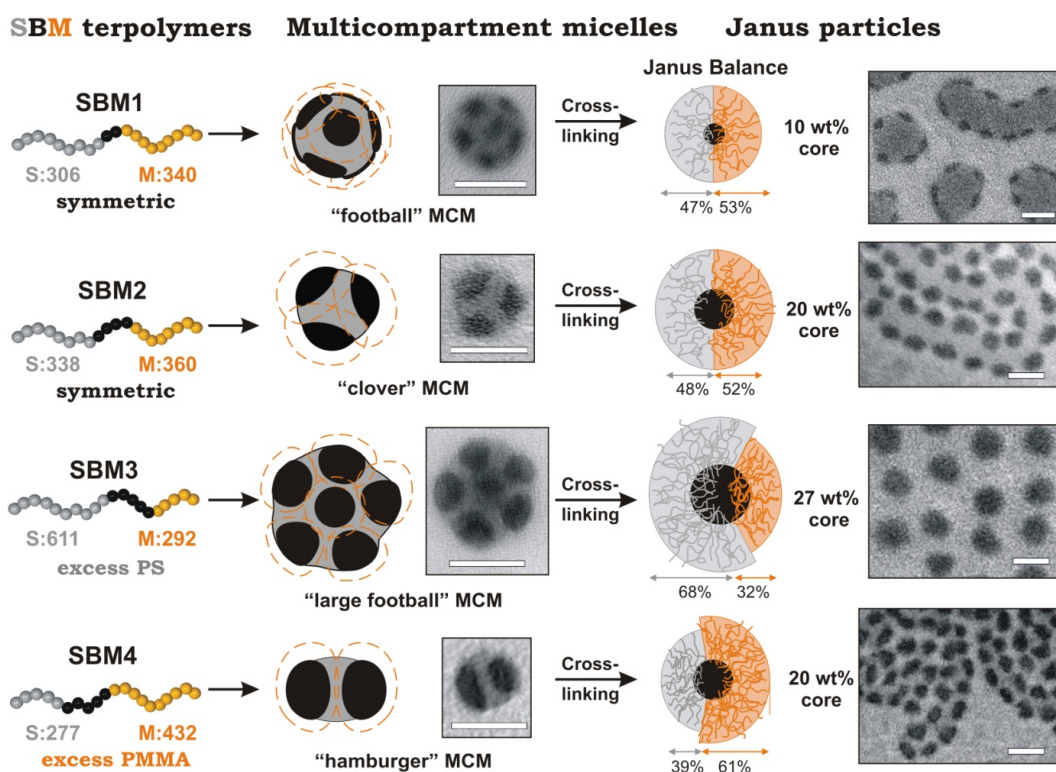 SBM terpolymers
Multicompartment micelles
Janus particles
Janus Balance
SBM1
S:306
M:340
symmetric
“football” MCM
Cross-
linking
47%
53%
10 wt%
core
SBM2
S:338
M:360
symmetric
“clover” MCM
Cross-
linking
48%
52%
20 wt%
core
SBM3
S:611
M:292
excess PS
“large football” MCM
Cross-
linking
68%
32%
27 wt%
core
SBM4
S:277
M:432
excess PMMA
“hamburger” MCM
Cross-
linking
39%
61%
20 wt%
core